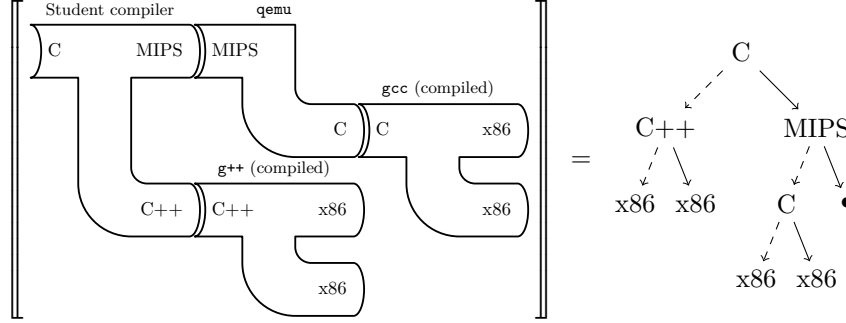 Student compiler
qemu
C MIPS MIPS
gcc (compiled)
C C x86
g++ (compiled)
C++ C++ x86 x86
x86
=
C
C++ MIPS
x86 x86 C
x86 x86